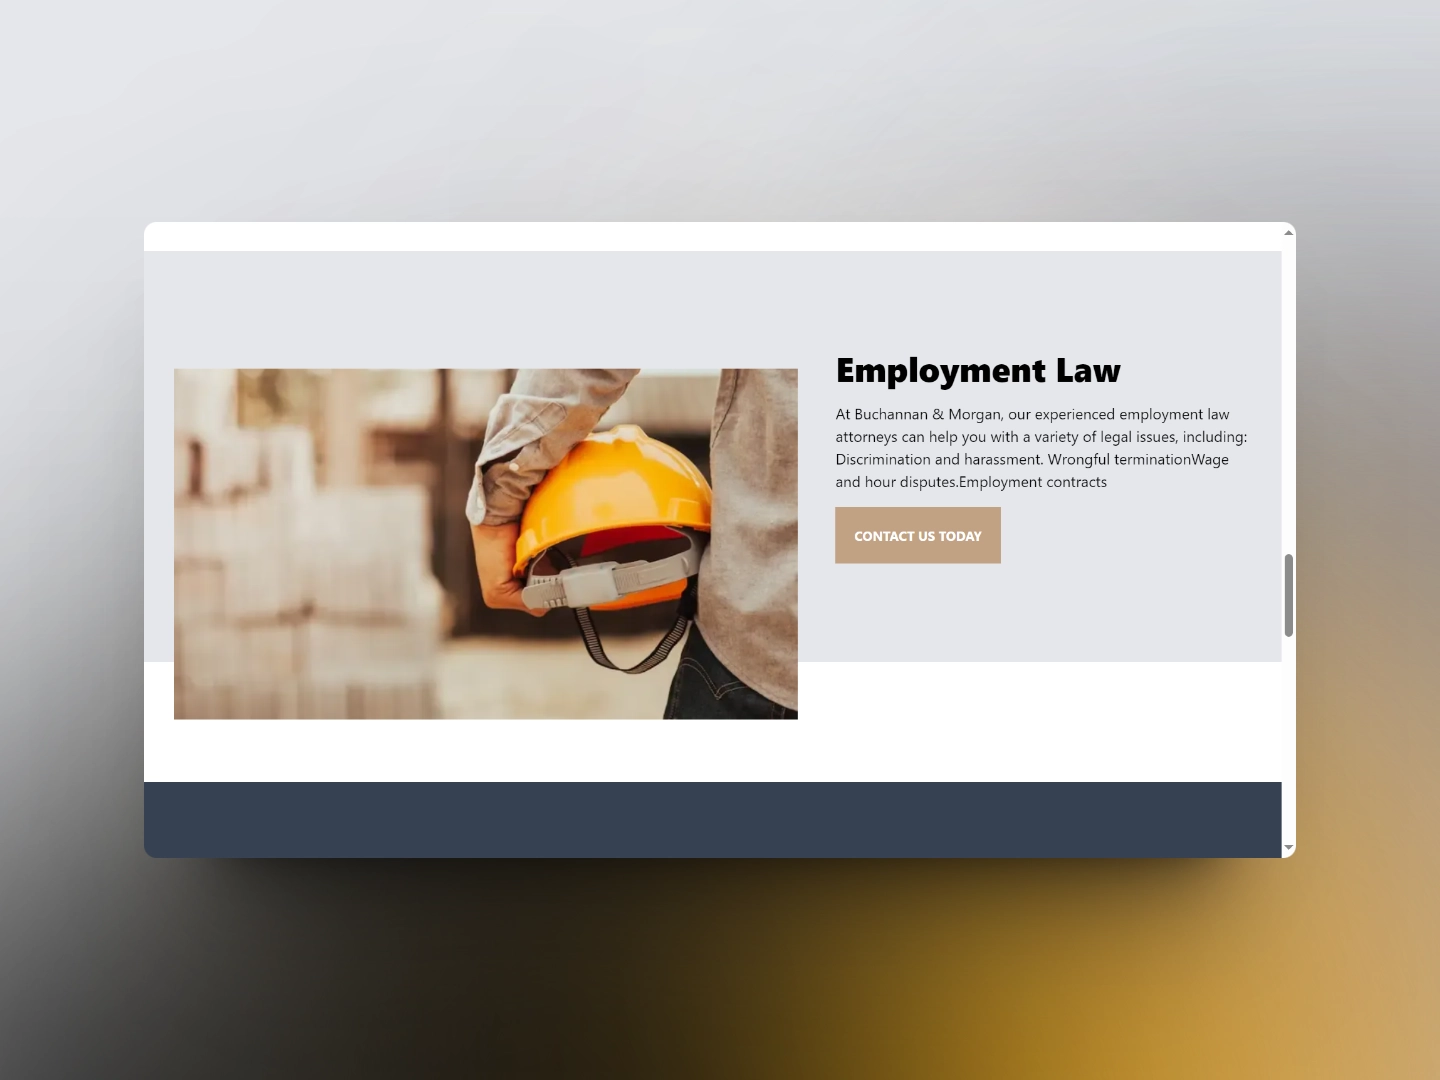 Employment Law
At Buchannan & Morgan, our experienced employment law
attorneys can help you with a variety of legal issues, including:
Discrimination and harassment. Wrongful terminationWage
and hour disputes.Employment contracts
CONTACT US TODAY